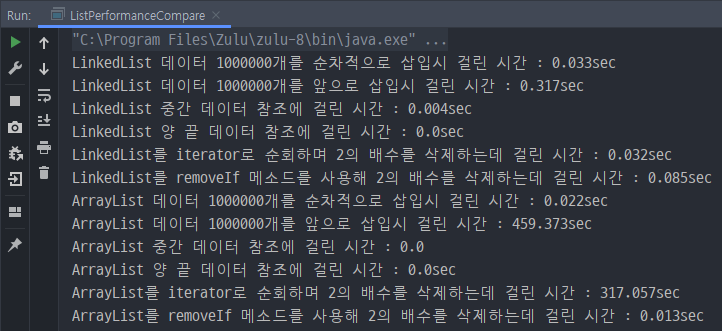 Run: ListPerformanceCompare
"C:\Program Files\Zulu\zulu-8\bin\java.exe" ...
LinkedList 데이터 1000000개를 순차적으로 삽입시 걸린 시간 : 0.033sec
LinkedList 데이터 1000000개를 앞으로 삽입시 걸린 시간 : 0.317sec
LinkedList 중간 데이터 참조에 걸린 시간 : 0.004sec
LinkedList 양 끝 데이터 참조에 걸린 시간 : 0.0sec
LinkedList를 iterator로 순회하며 2의 배수를 삭제하는데 걸린 시간 : 0.032sec
LinkedList를 removeIf 메소드를 사용해 2의 배수를 삭제하는데 걸린 시간 : 0.085sec
ArrayList 데이터 1000000개를 순차적으로 삽입시 걸린 시간 : 0.022sec
ArrayList 데이터 1000000개를 앞으로 삽입시 걸린 시간 : 459.373sec
ArrayList 중간 데이터 참조에 걸린 시간 : 0.0
ArrayList 양 끝 데이터 참조에 걸린 시간 : 0.0sec
ArrayList를 iterator로 순회하며 2의 배수를 삭제하는데 걸린 시간 : 317.057sec
ArrayList를 removeIf 메소드를 사용해 2의 배수를 삭제하는데 걸린 시간 : 0.013sec